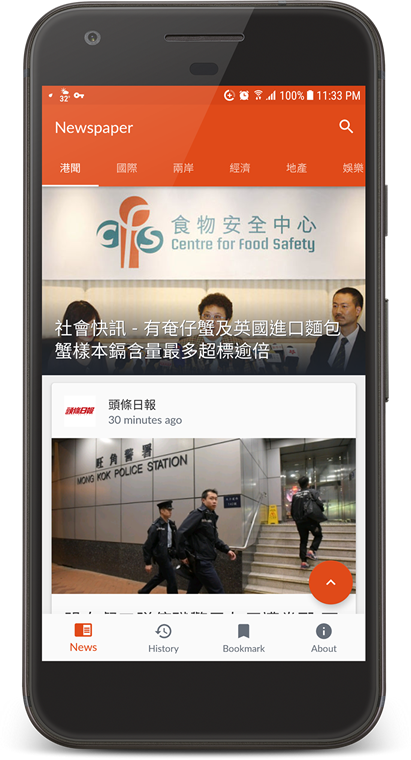 32°
100% 11:33 PM
Newspaper
港聞 國際 兩岸 經濟 地產 娛樂
cfs 食物安全中心
Centre for Food Safety
社會快訊 - 有奄仔蟹及英國進口麵包
蟹樣本鎘含量最多超標逾倍
頭條日報 頭條日報
30 minutes ago
旺角警署
MONG KOK POLICE STATION
News History Bookmark About